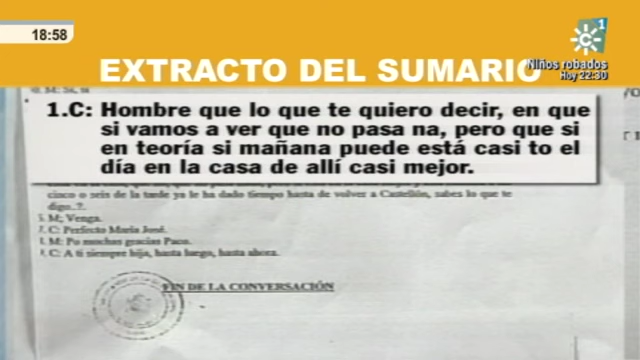 18:58
1
EXTRACTO DEL SUMARIO
Niños robados
Hoy 22:30
1.C: Hombre que lo que te quiero decir, en que
si vamos a ver que no pasa na, pero que si
en teoría si mañana puede está casi to el
día en la casa de allí casi mejor.
cinco o seis de la tarde ya le ha dado tiempo hasta de volver a Castellón, sabes lo que te
digo..?.
M; Venga.
C: Perfecto María José.
M: Po muchas gracias Paco.
C: A ti siempre hija, hasta luego, hasta ahora.
FIN DE LA CONVERSACIÓN